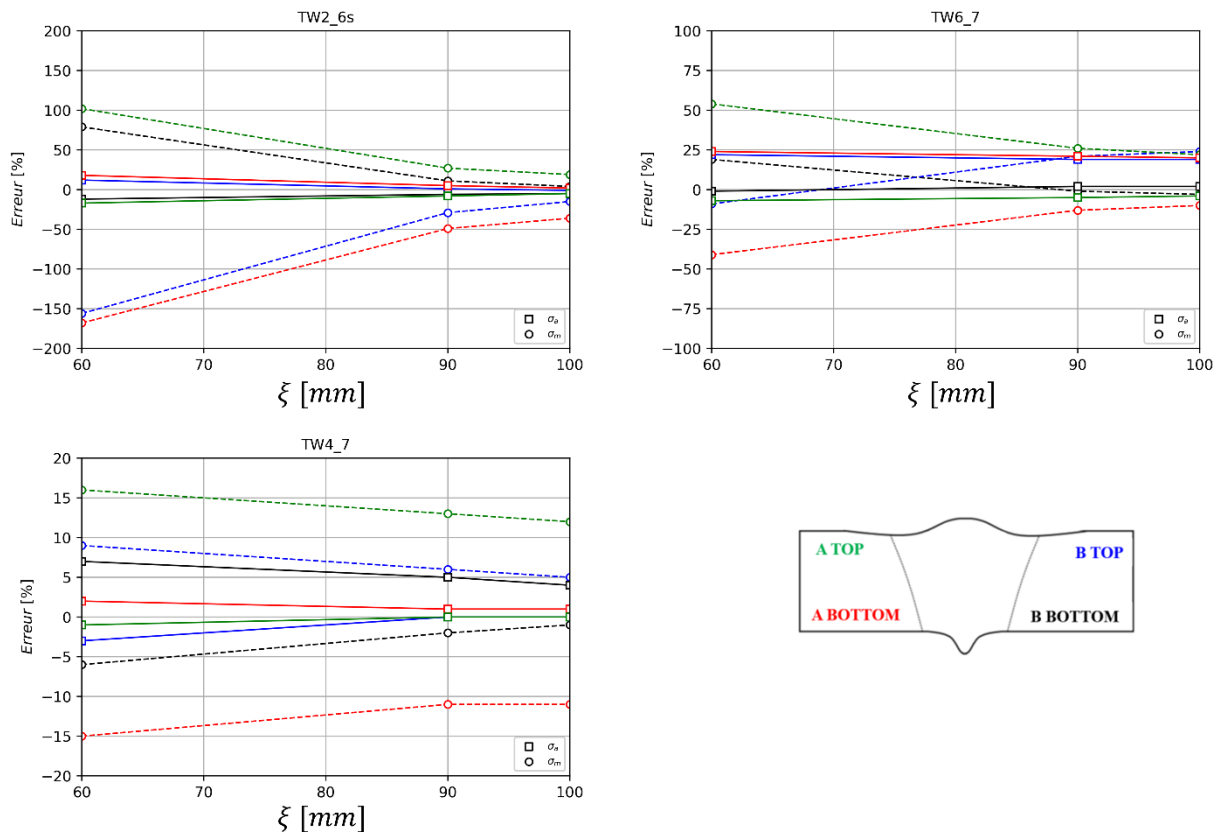 TW2_6s
200
150
100
50
0
−50
−100
−150
−200
Erreur [%]
60 70 80 90 100
ξ [mm]
σa
σm
TW6_7
100
75
50
25
0
−25
−50
−75
−100
Erreur [%]
60 70 80 90 100
ξ [mm]
σa
σm
TW4_7
20
15
10
5
0
−5
−10
−15
−20
Erreur [%]
60 70 80 90 100
ξ [mm]
σa
σm
A TOP B TOP
A BOTTOM B BOTTOM